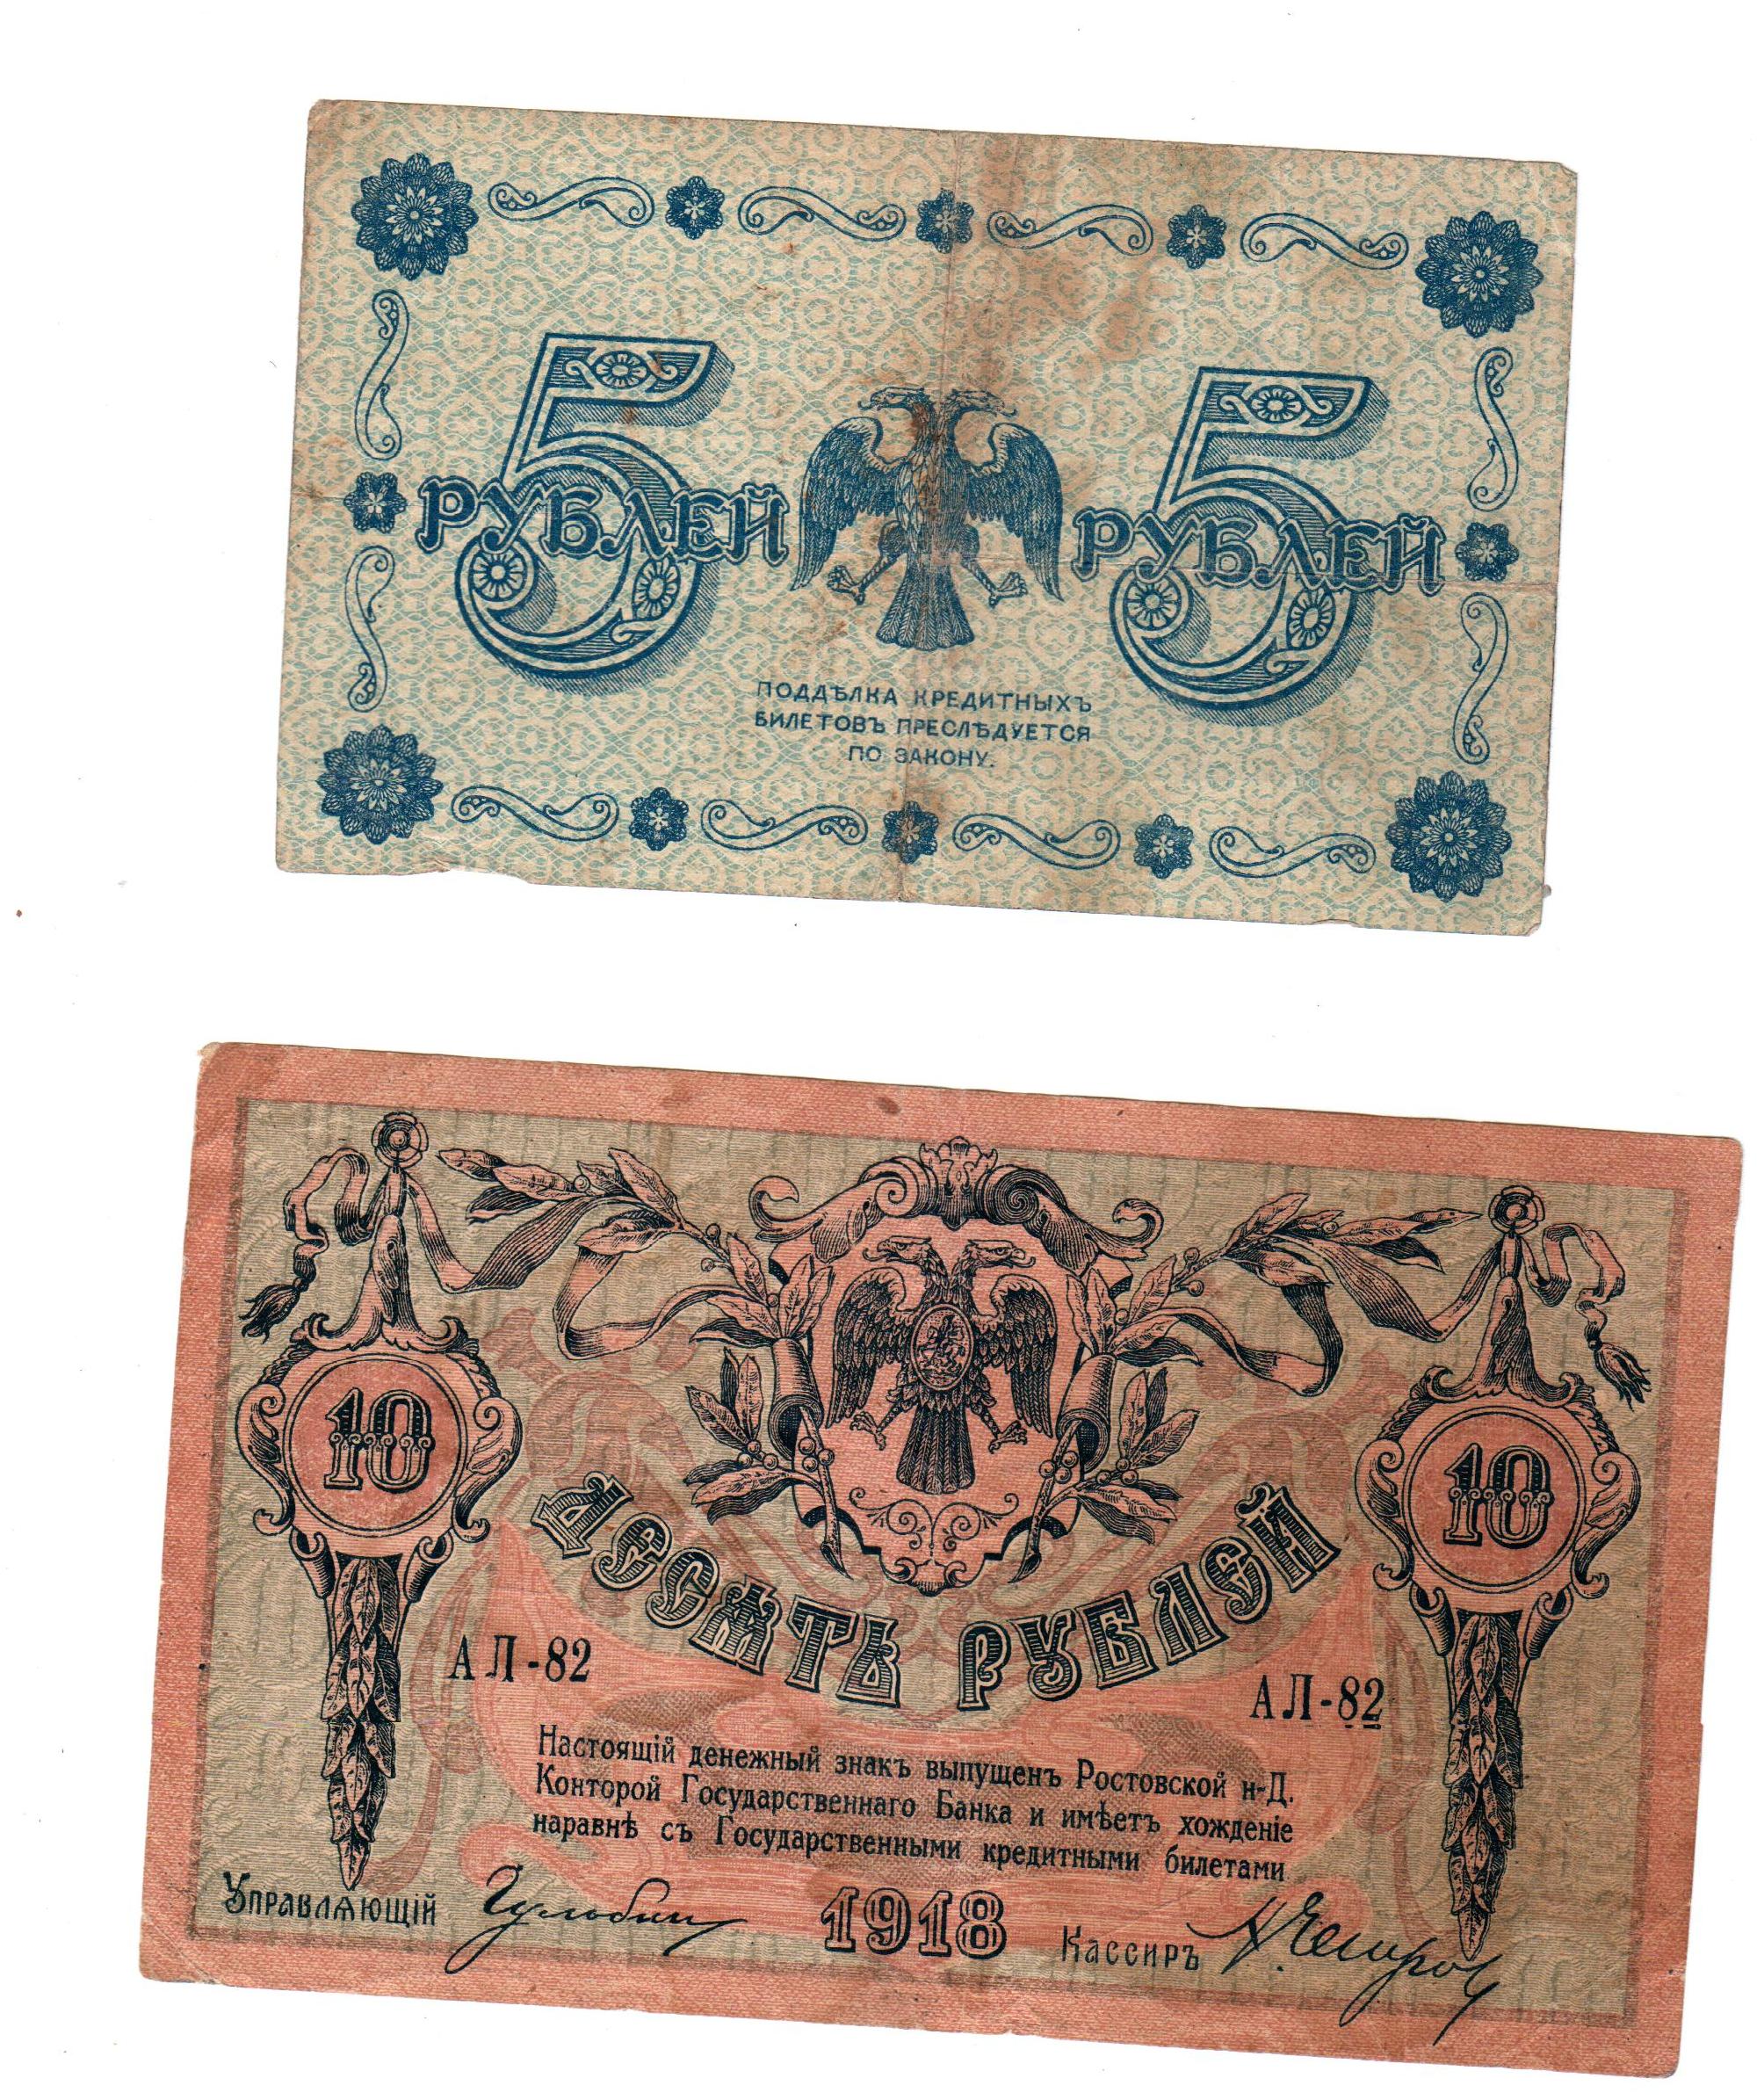 5 5
РУБЛЕЙ РУБЛЕЙ
ПОДДѢЛКА КРЕДИТНЫХЪ
БИЛЕТОВЪ ПРЕСЛѢДУЕТСЯ
ПО ЗАКОНУ.
10 10
ДЕСЯТЬ РУБЛЕЙ
АЛ-82 АЛ-82
Настоящій денежный знакъ выпущенъ Ростовской н-Д.
Конторой Государственнаго Банка и имѣетъ хожденіе
наравнѣ съ Государственными кредитными билетами
Управляющій 1918 Кассиръ